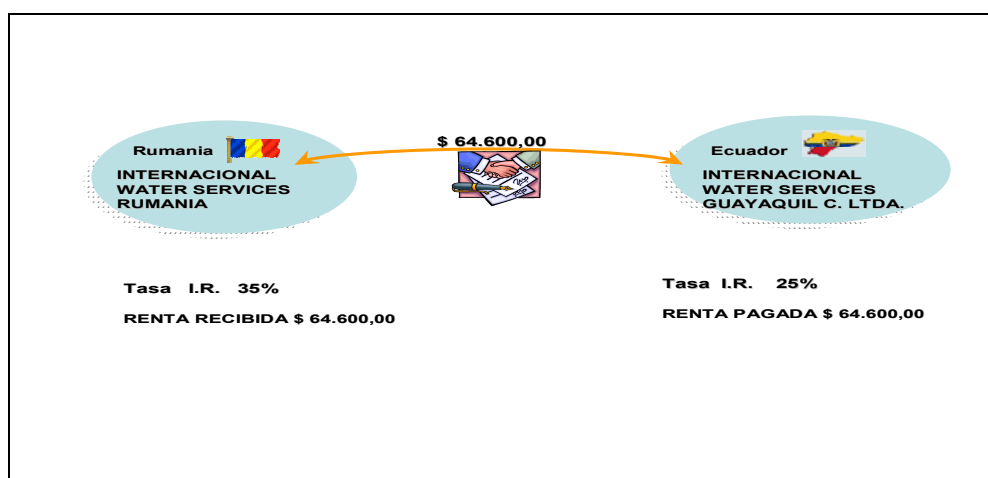 $ 64.600,00
Rumania
INTERNACIONAL
WATER SERVICES
RUMANIA
Ecuador
INTERNACIONAL
WATER SERVICES
GUAYAQUIL C. LTDA.
Tasa I.R. 35%
RENTA RECIBIDA $ 64.600,00
Tasa I.R. 25%
RENTA PAGADA $ 64.600,00